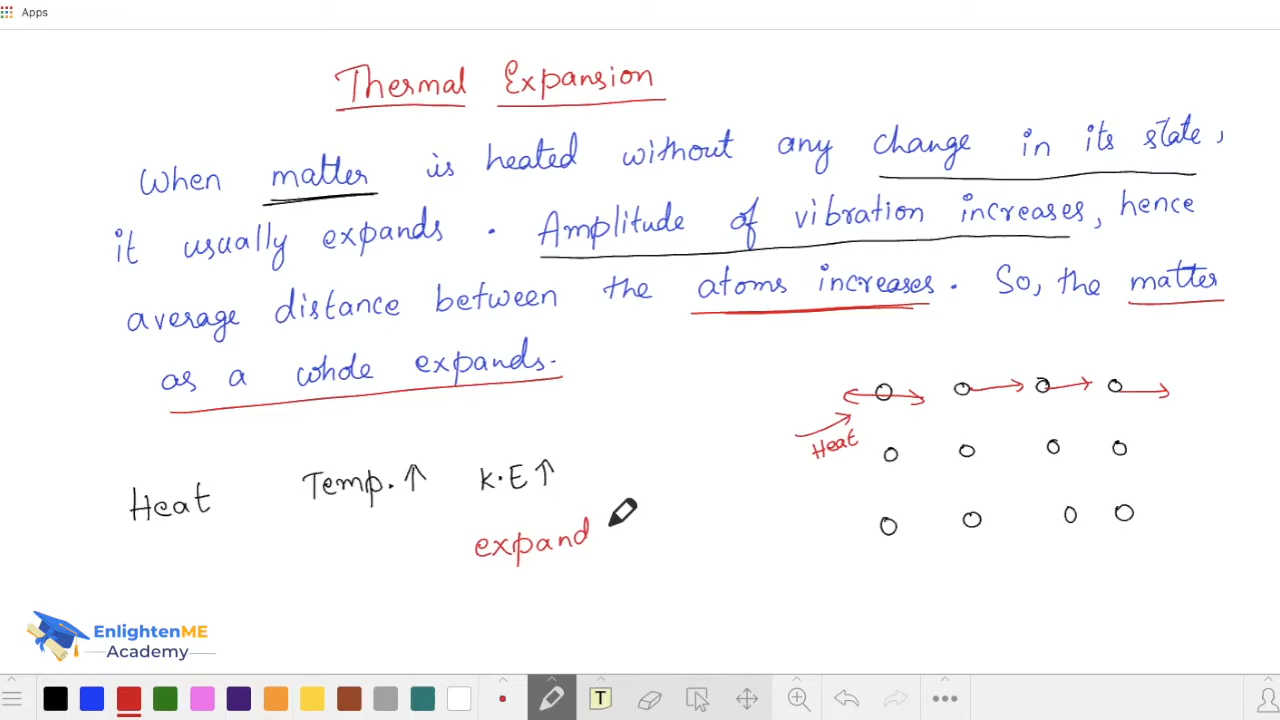 Apps
Thermal Expansion
When matter is heated without any change in its state,
it usually expands. Amplitude of vibration increases, hence
average distance between the atoms increases. So, the matter
as a whole expands.
Heat
Heat Temp. ↑ K.E ↑
expand
EnlightenME
Academy
T